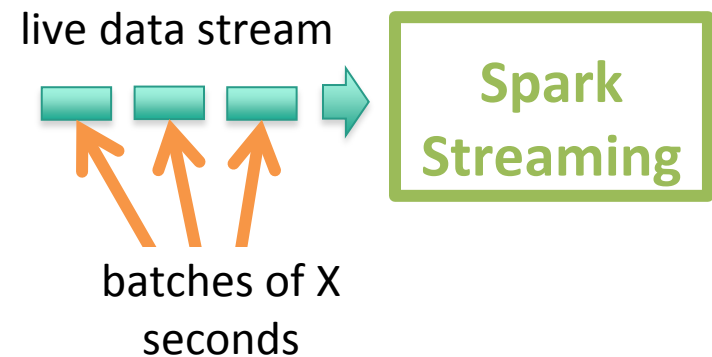 live data stream
Spark
Streaming
batches of X
seconds